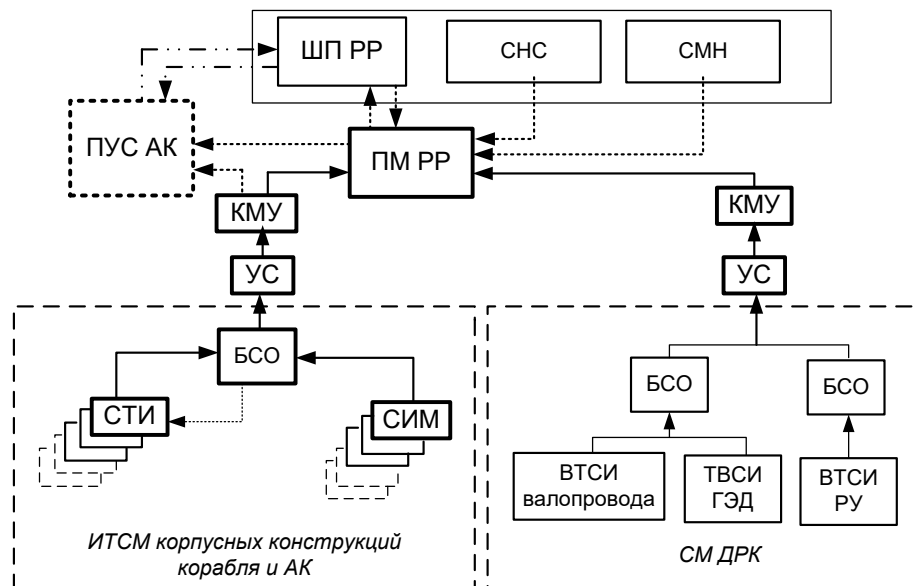 ШП РР
СНС
СМН
ПУС АК
ПМ РР
КМУ
КМУ
УС
УС
БСО
БСО
БСО
СТИ
СИМ
ВТСИ
валопровода
ТВСИ
ГЭД
ВТСИ
РУ
ИТСМ корпусных конструкций
корабля и АК
СМ ДРК